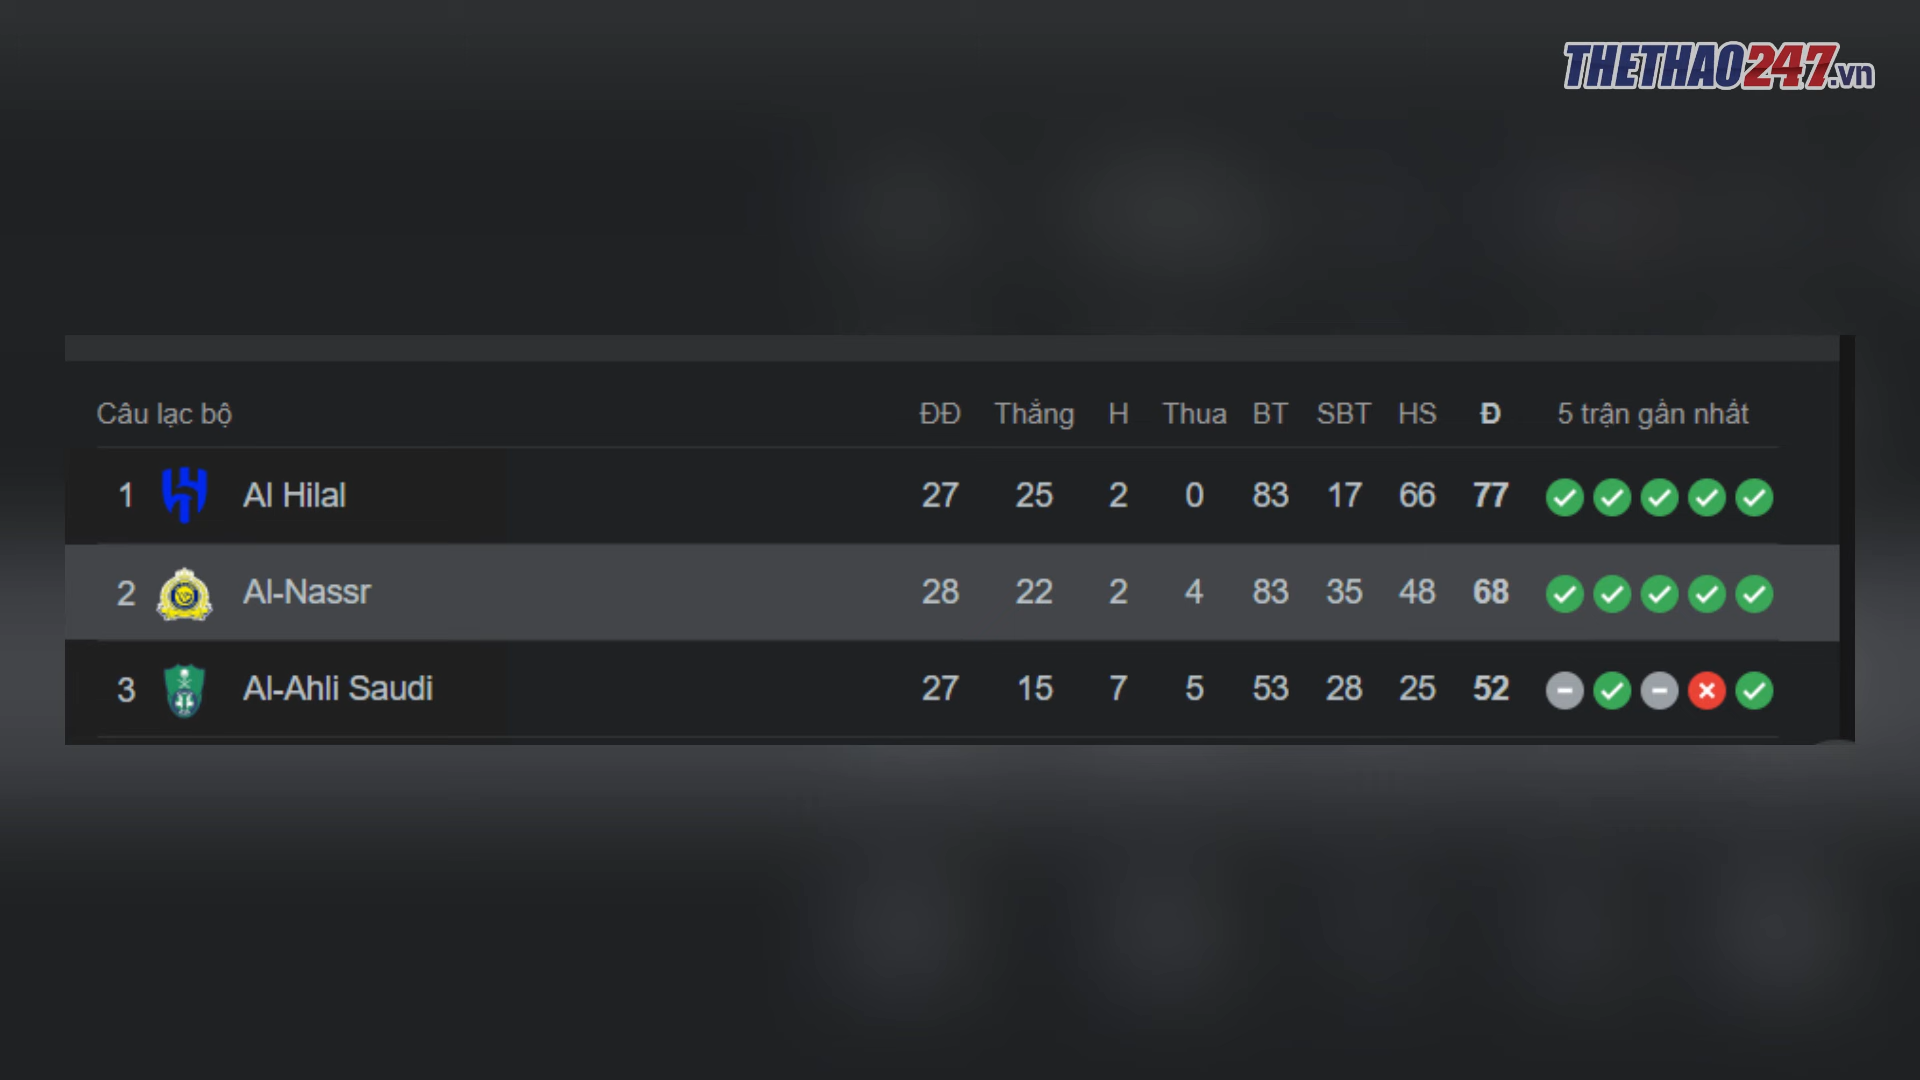 THETHAO247.vn
Câu lạc bộ ĐĐ Thắng H Thua BT SBT HS Đ 5 trận gần nhất
1 Al Hilal 27 25 2 0 83 17 66 77
2 Al-Nassr 28 22 2 4 83 35 48 68
3 Al-Ahli Saudi 27 15 7 5 53 28 25 52